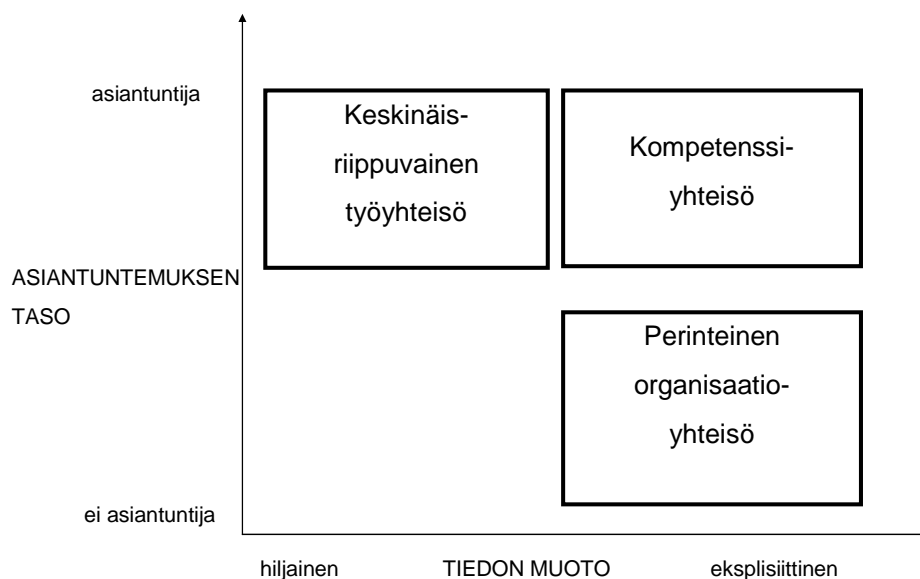 asiantuntija
Keskinäis-
riippuvainen
työyhteisö
Kompetenssi-
yhteisö
ASIANTUNTEMUKSEN
TASO
Perinteinen
organisaatio-
yhteisö
ei asiantuntija
hiljainen
TIEDON MUOTO
eksplisiittinen